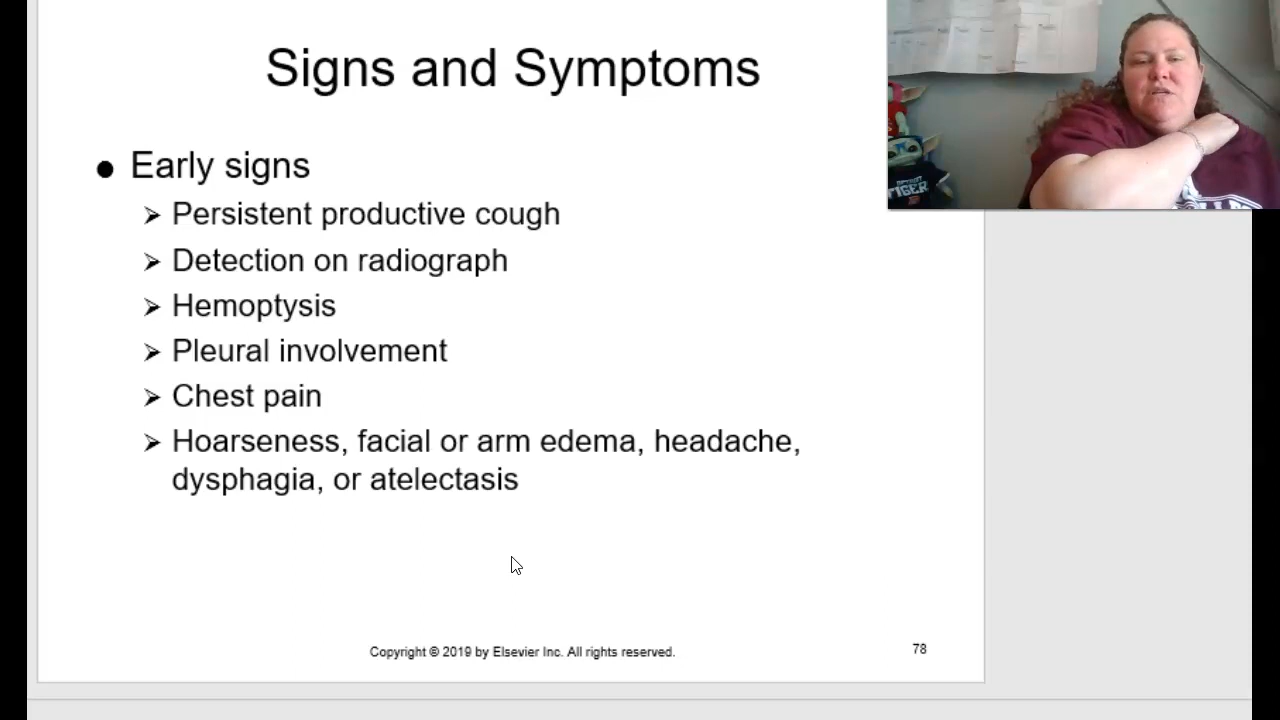 Signs and Symptoms
● Early signs
➢ Persistent productive cough
➢ Detection on radiograph
➢ Hemoptysis
➢ Pleural involvement
➢ Chest pain
➢ Hoarseness, facial or arm edema, headache,
dysphagia, or atelectasis
Copyright © 2019 by Elsevier Inc. All rights reserved.
78
TIGER